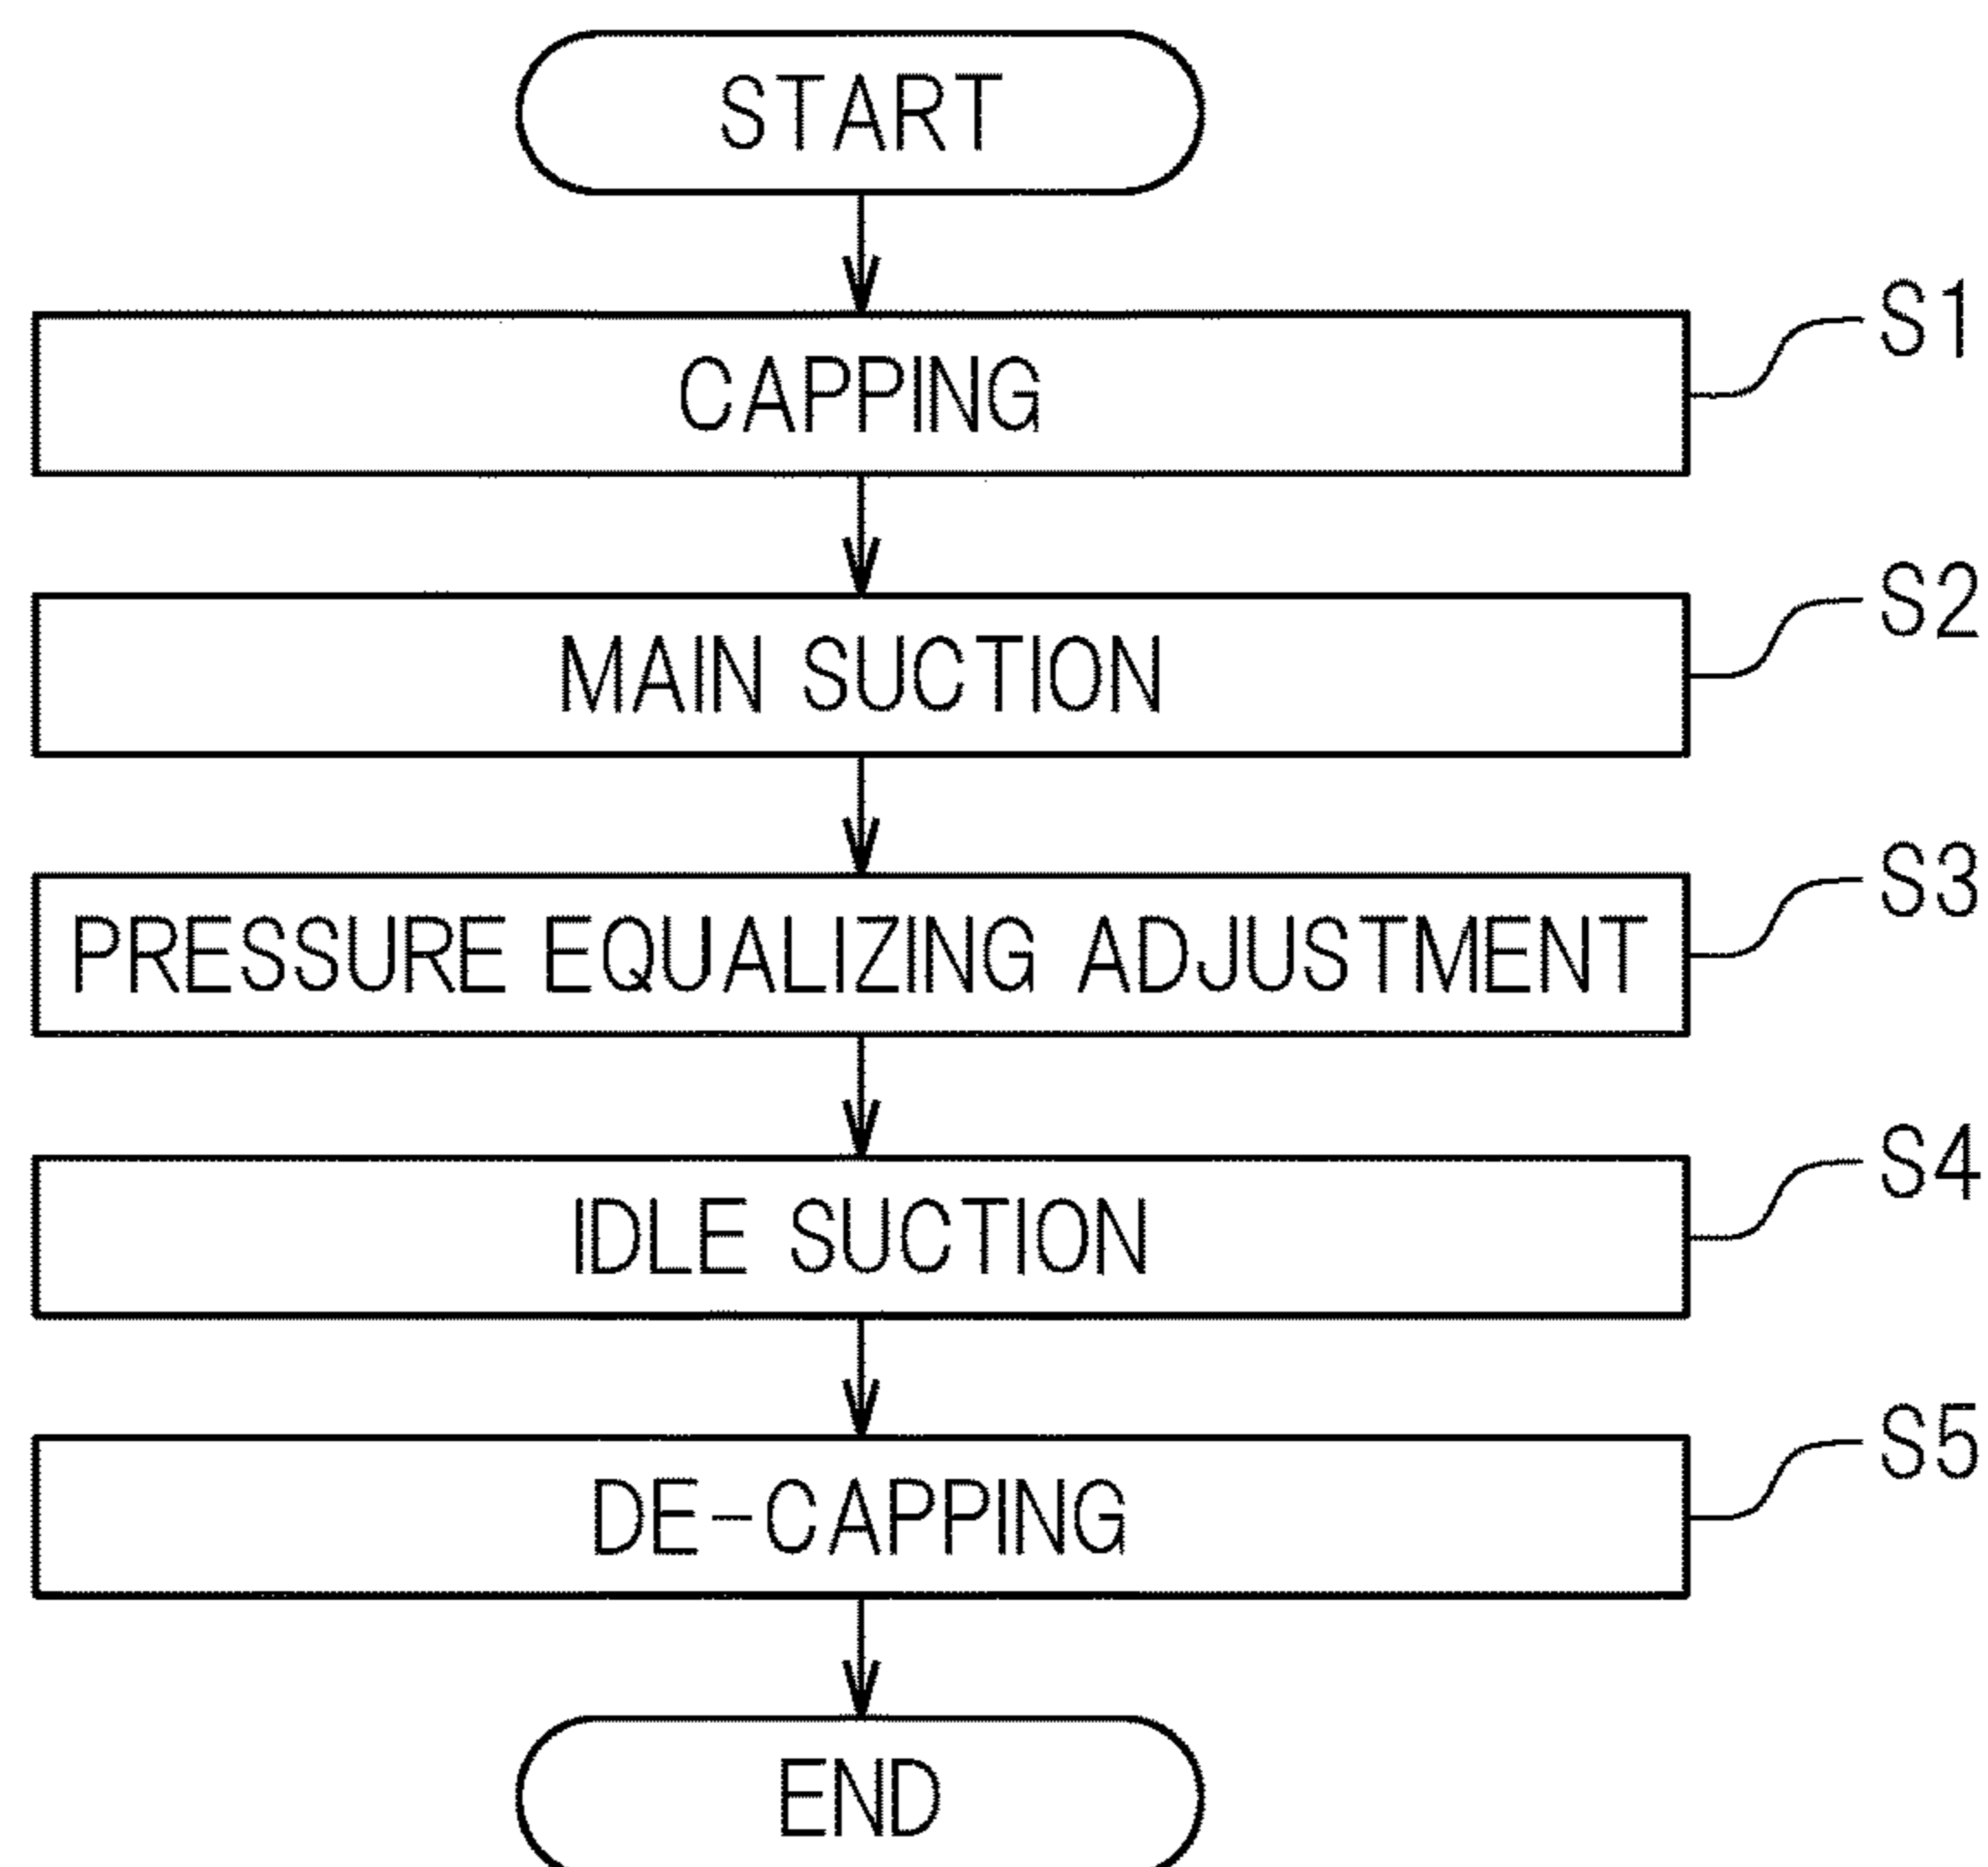 START
CAPPING
S1
MAIN SUCTION
S2
PRESSURE EQUALIZING ADJUSTMENT
S3
IDLE SUCTION
S4
DE-CAPPING
S5
END